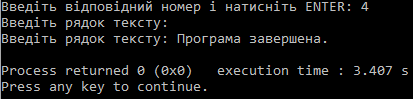 Введіть відповідний номер і натисніть ENTER: 4
Введіть рядок тексту:
Введіть рядок тексту: Програма завершена.
Process returned 0 (0x0)   execution time : 3.407 s
Press any key to continue.